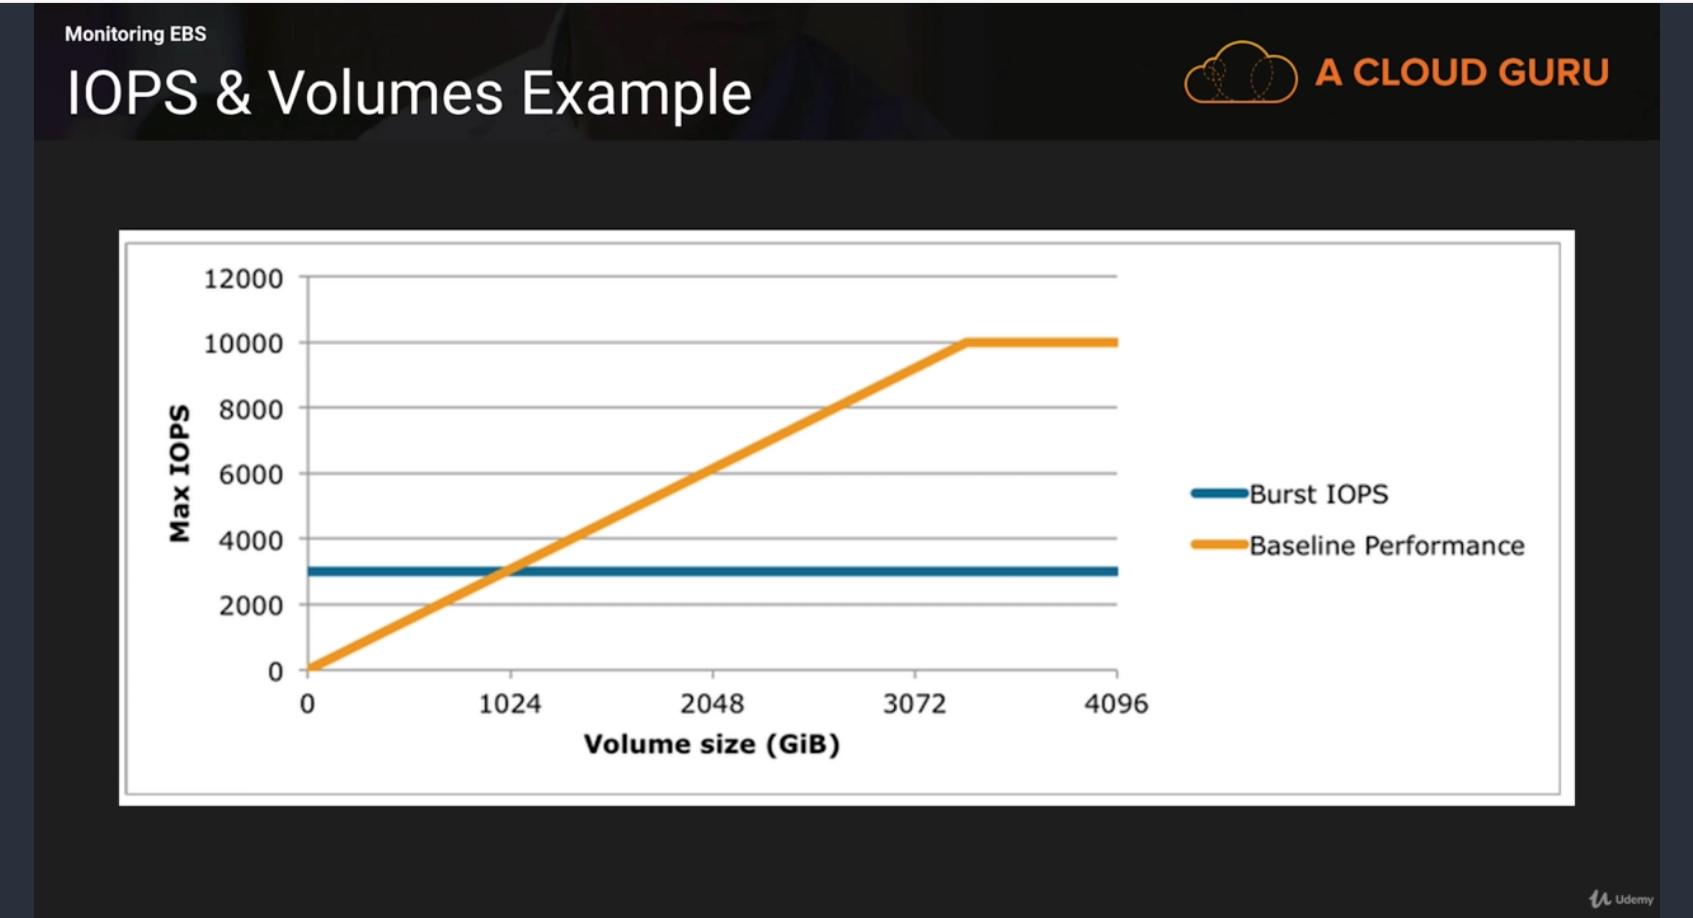 Monitoring EBS
IOPS & Volumes Example
A CLOUD GURU
12000
10000
8000
6000
4000
2000
0
Max IOPS
0 1024 2048 3072 4096
Volume size (GiB)
Burst IOPS
Baseline Performance
Udemy